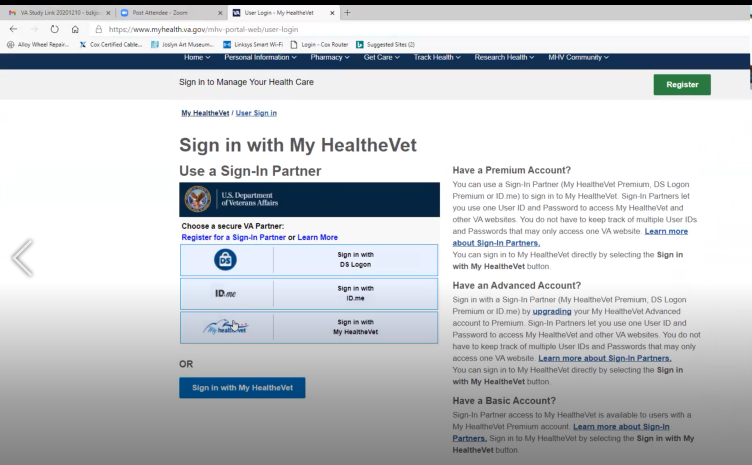 VA Study Link 20201210 - bzkp
Post Attendee - Zoom
User Login - My HealtheVet
https://www.myhealth.va.gov/mhv-portal-web/user-login
Alloy Wheel Repair...
Cox Certified Cable...
Joslyn Art Museum...
Linksys Smart Wi-Fi
Login - Cox Router
Suggested Sites (2)
Home
Personal Information
Pharmacy
Get Care
Track Health
Research Health
MHV Community
Sign in to Manage Your Health Care
Register
My HealtheVet / User Sign in
Sign in with My HealtheVet
Use a Sign-In Partner
U.S. Department
of Veterans Affairs
Choose a secure VA Partner:
Register for a Sign-In Partner or Learn More
DS
Sign in with
DS Logon
ID.me
Sign in with
ID.me
My healthevet
Sign in with
My HealtheVet
OR
Sign in with My HealtheVet
Have a Premium Account?
You can use a Sign-In Partner (My HealtheVet Premium, DS Logon
Premium or ID.me) to sign in to My HealtheVet. Sign-In Partners let
you use one User ID and Password to access My HealtheVet and
other VA websites. You do not have to keep track of multiple User IDs
and Passwords that may only access one VA website. Learn more
about Sign-In Partners.
You can sign in to My HealtheVet directly by selecting the Sign in
with My HealtheVet button.
Have an Advanced Account?
Sign in with a Sign-In Partner (My HealtheVet Premium, DS Logon
Premium or ID.me) by upgrading your My HealtheVet Advanced
account to Premium. Sign-In Partners let you use one User ID and
Password to access My HealtheVet and other VA websites. You do not
have to keep track of multiple User IDs and Passwords that may only
access one VA website. Learn more about Sign-In Partners.
You can sign in to My HealtheVet directly by selecting the Sign in
with My HealtheVet button.
Have a Basic Account?
Sign-In Partner access to My HealtheVet is available to users with a
My HealtheVet Premium account. Learn more about Sign-In
Partners. Sign in to My HealtheVet by selecting the Sign in with My
HealtheVet button.